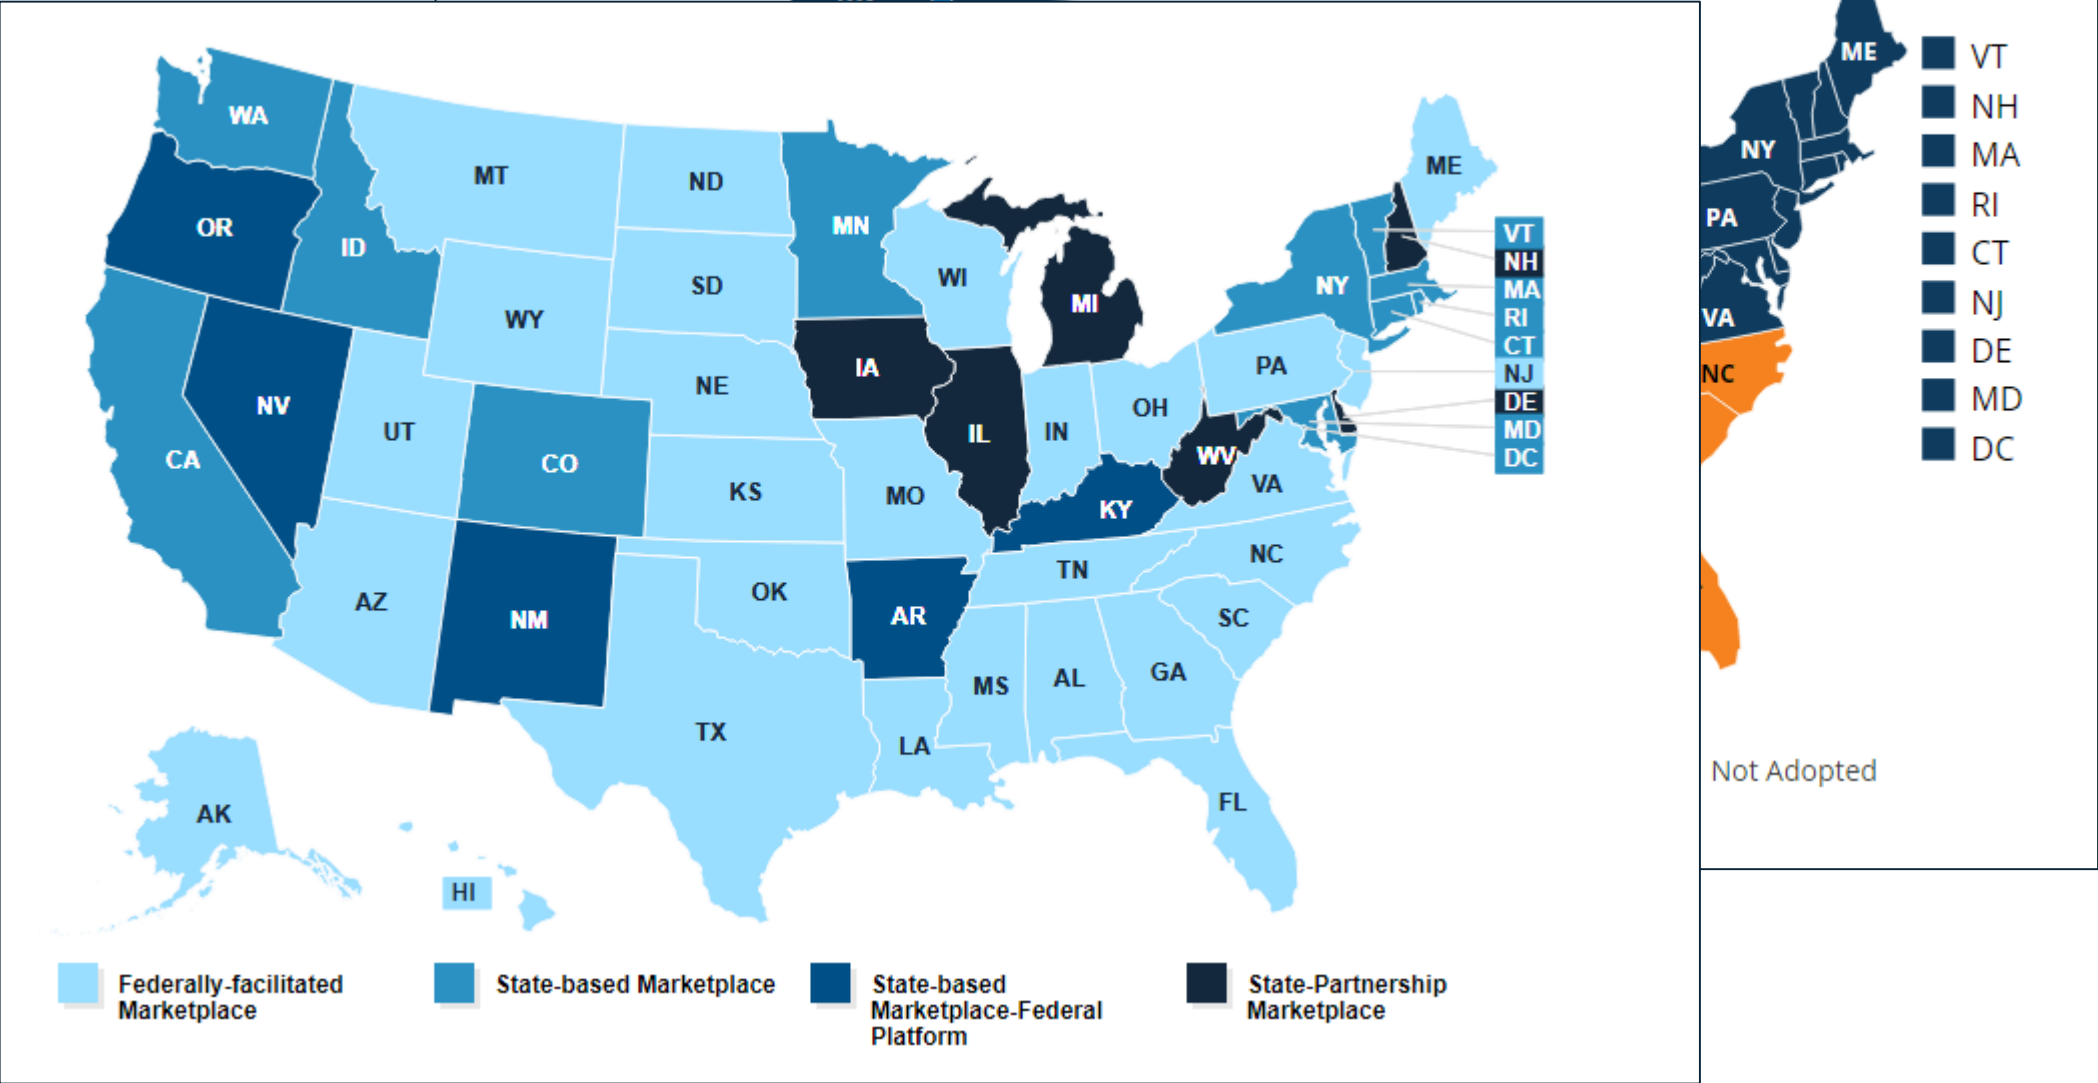 WA
MT
ND
MN
ME
OR
ID
SD
WI
MI
NY
VT
NH
MA
RI
CT
NJ
DE
MD
DC
WY
IA
NE
PA
NV
UT
CO
IL
IN
OH
CA
KS
MO
WV
VA
KY
AZ
NM
OK
AR
TN
NC
SC
TX
LA
MS
AL
GA
FL
AK
HI
Federally-facilitated
Marketplace
State-based Marketplace
State-based
Marketplace-Federal
Platform
State-Partnership
Marketplace
ME
NY
PA
VA
NC
VT
NH
MA
RI
CT
NJ
DE
MD
DC
Not Adopted